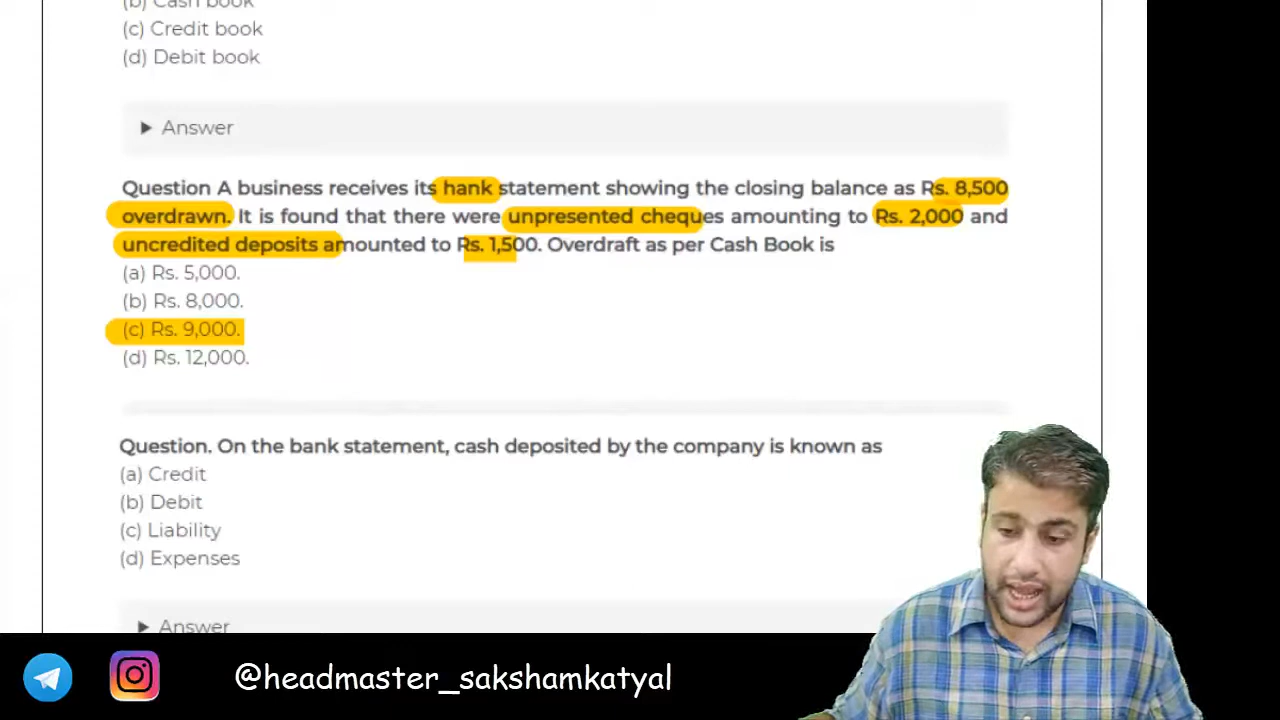 (b) Cash book
(c) Credit book
(d) Debit book
▶ Answer
Question A business receives its hank statement showing the closing balance as Rs. 8,500
overdrawn. It is found that there were unpresented cheques amounting to Rs. 2,000 and
uncredited deposits amounted to Rs. 1,500. Overdraft as per Cash Book is
(a) Rs. 5,000.
(b) Rs. 8,000.
(c) Rs. 9,000.
(d) Rs. 12,000.
Question. On the bank statement, cash deposited by the company is known as
(a) Credit
(b) Debit
(c) Liability
(d) Expenses
▶ Answer
@headmaster_sakshamkatyal